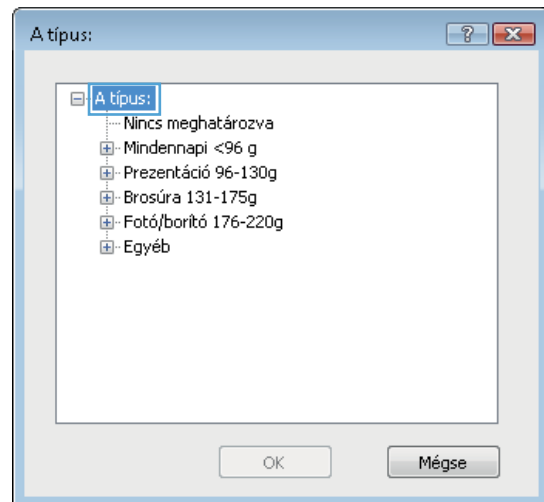 A típus:
A típus:
Nincs meghatározva
Mindennapi <96 g
Prezentáció 96-130g
Brosúra 131-175g
Fotó/borító 176-220g
Egyéb
OK Mégse